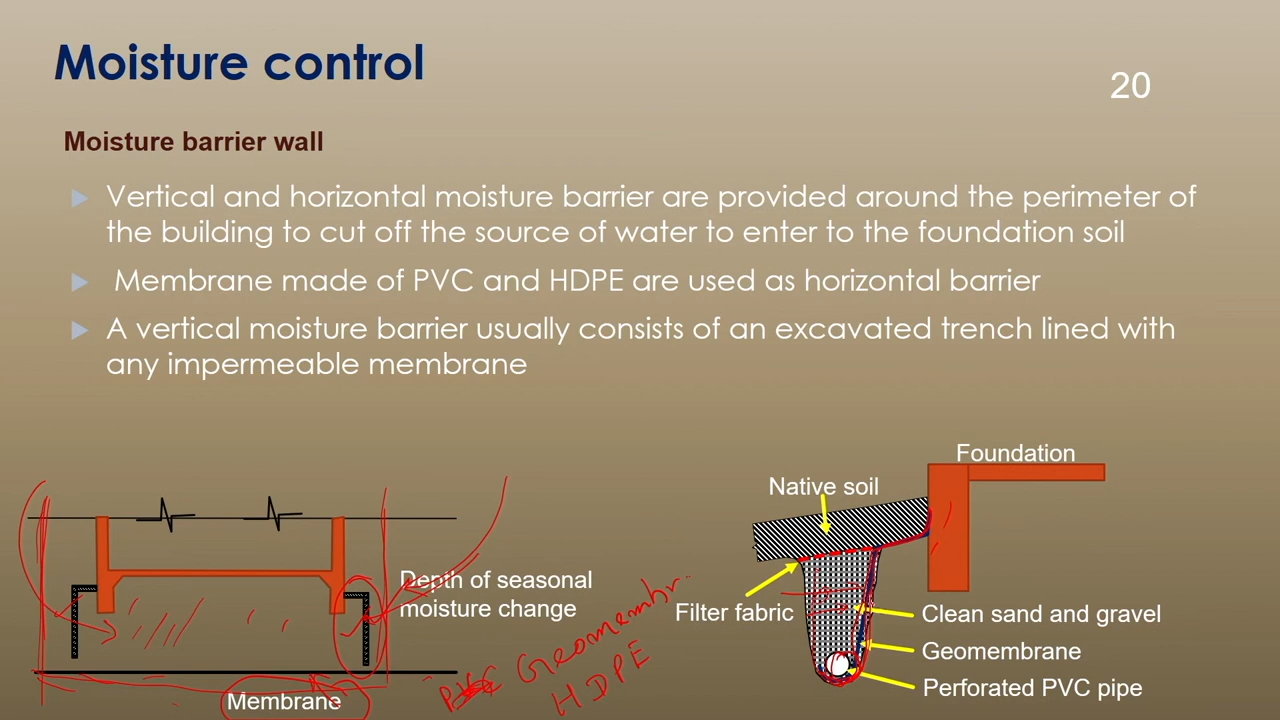 Moisture control
20
Moisture barrier wall
Vertical and horizontal moisture barrier are provided around the perimeter of
the building to cut off the source of water to enter to the foundation soil
Membrane made of PVC and HDPE are used as horizontal barrier
A vertical moisture barrier usually consists of an excavated trench lined with
any impermeable membrane
Foundation
Native soil
Depth of seasonal
moisture change
Filter fabric
Clean sand and gravel
Geomembrane
Perforated PVC pipe
Membrane
Geomembr
HDPE